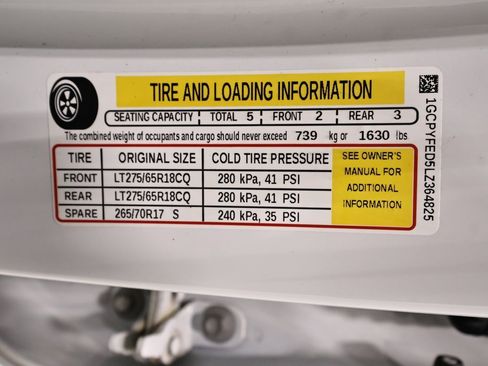 TIRE AND LOADING INFORMATION
SEATING CAPACITY TOTAL 5 FRONT 2 REAR 3
The combined weight of occupants and cargo should never exceed 739 kg or 1630 lbs.
TIRE ORIGINAL SIZE COLD TIRE PRESSURE
FRONT LT275/65R18CQ 280 kPa, 41 PSI
REAR LT275/65R18CQ 280 kPa, 41 PSI
SPARE 265/70R17 S 240 kPa, 35 PSI
SEE OWNER'S
MANUAL FOR
ADDITIONAL
INFORMATION
1GCPYFED5LZ364825